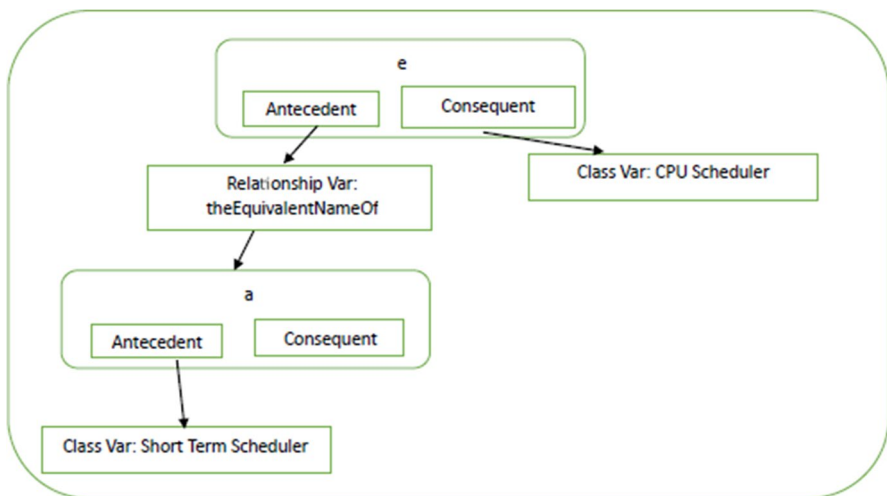 e
Antecedent
Consequent
Relationship Var:
theEquivalentNameOf
Class Var: CPU Scheduler
a
Antecedent
Consequent
Class Var: Short Term Scheduler